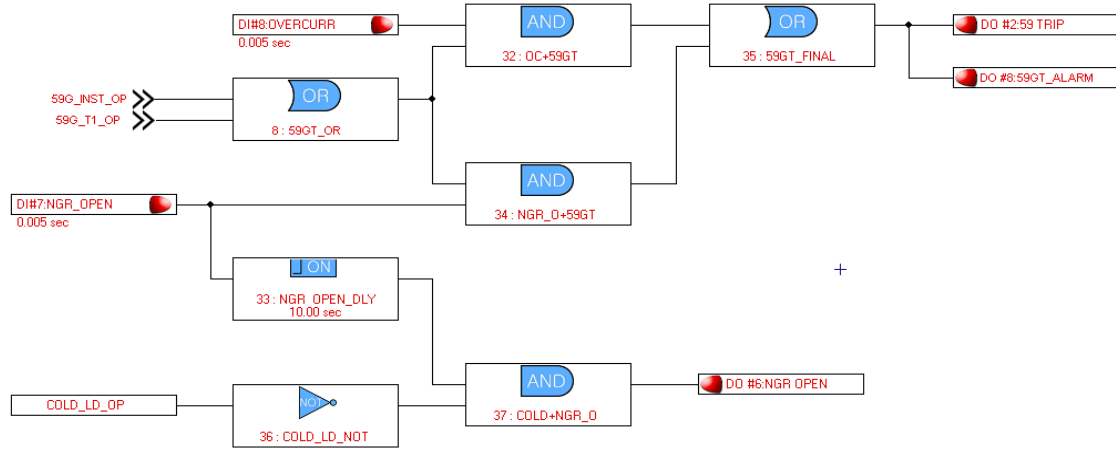 DI#8:OVERCURR
0.005 sec
AND
32 : OC+59GT
OR
35 : 59GT_FINAL
DO #2:59 TRIP
DO #8:59GT_ALARM
59G_INST_OP
59G_T1_OP
OR
8 : 59GT_OR
AND
34 : NGR_O+59GT
DI#7:NGR_OPEN
0.005 sec
ON
33 : NGR OPEN_DLY
10.00 sec
AND
37 : COLD+NGR_O
DO #6:NGR OPEN
COLD_LD_OP
NOT
36 : COLD_LD_NOT